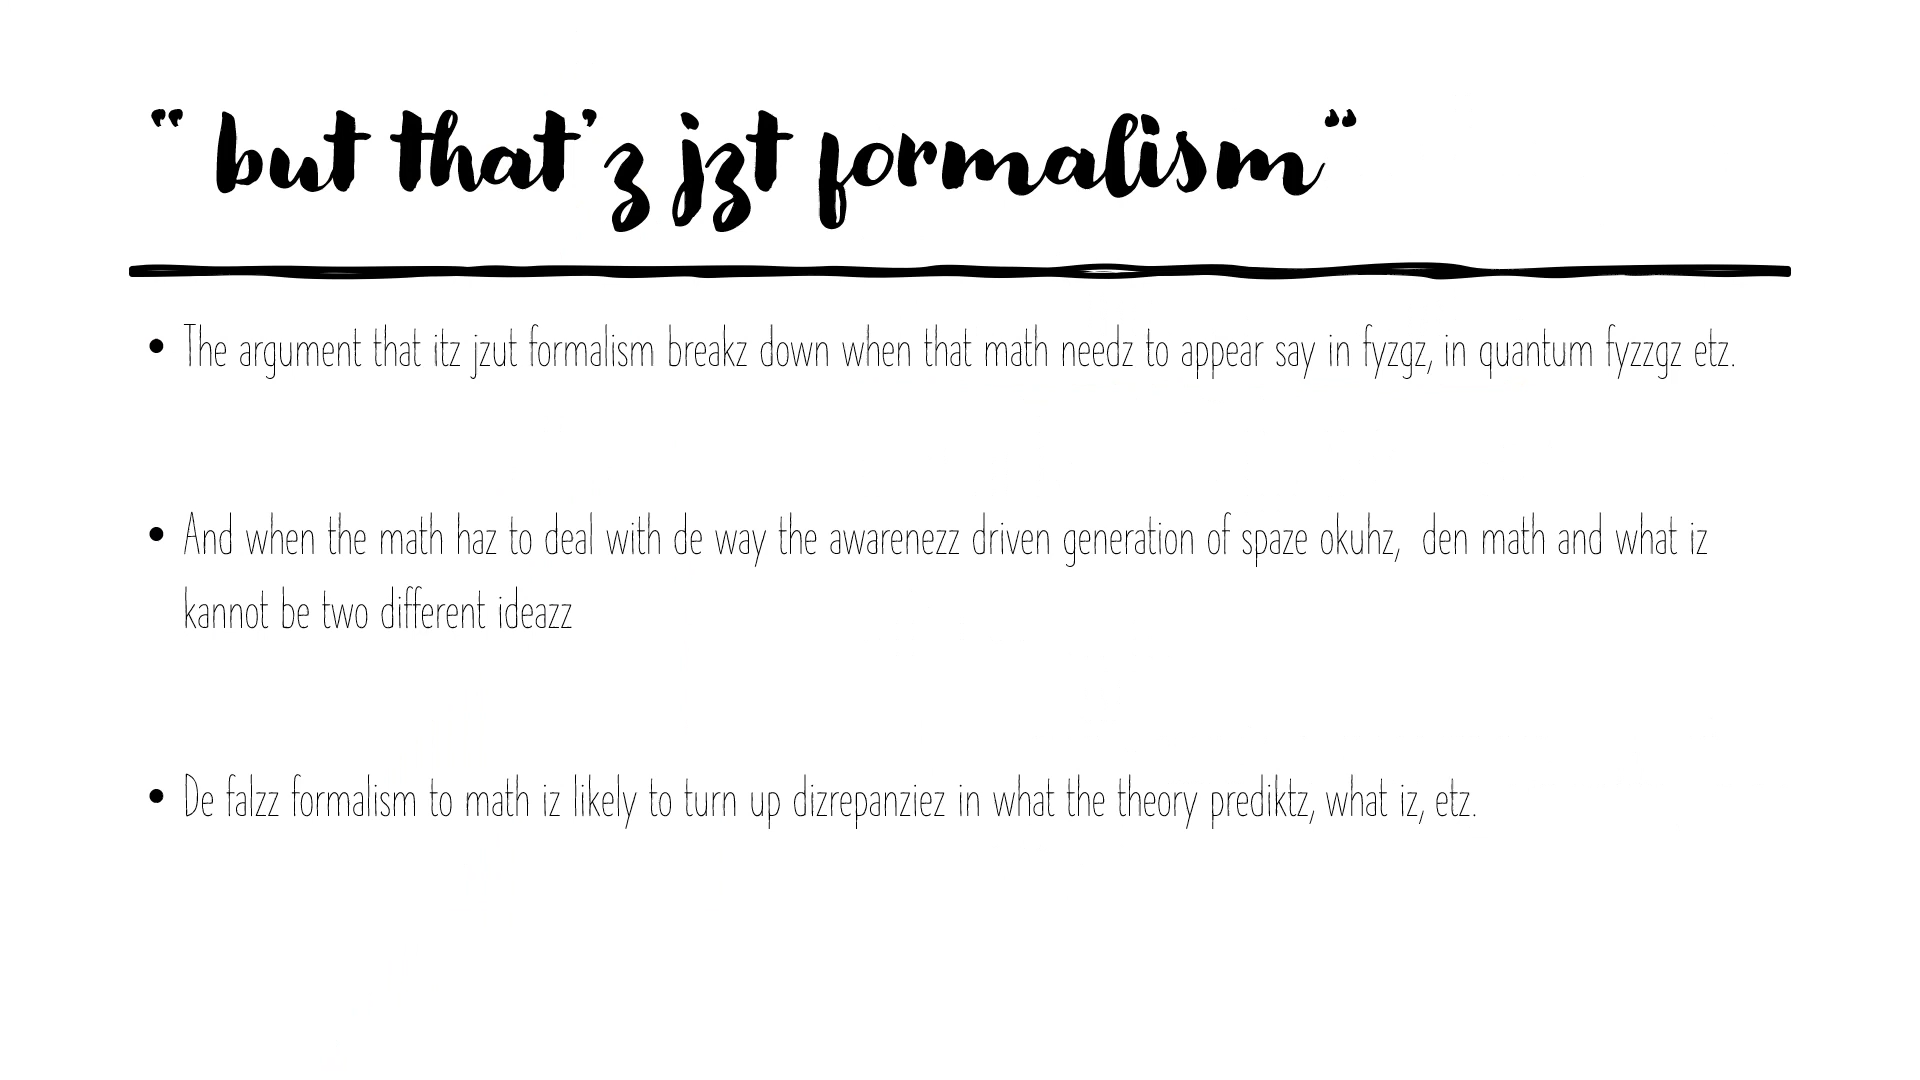 “ but that’z jzt formalism”
• The argument that itz jzut formalism breakz down when that math needz to appear say in fyzgz, in quantum fyzzgz etz.
• And when the math haz to deal with de way the awarenezz driven generation of spaze okuhz,  den math and what iz
kannot be two different ideazz
• De falzz formalism to math iz likely to turn up dizrepanziez in what the theory prediktz, what iz, etz.